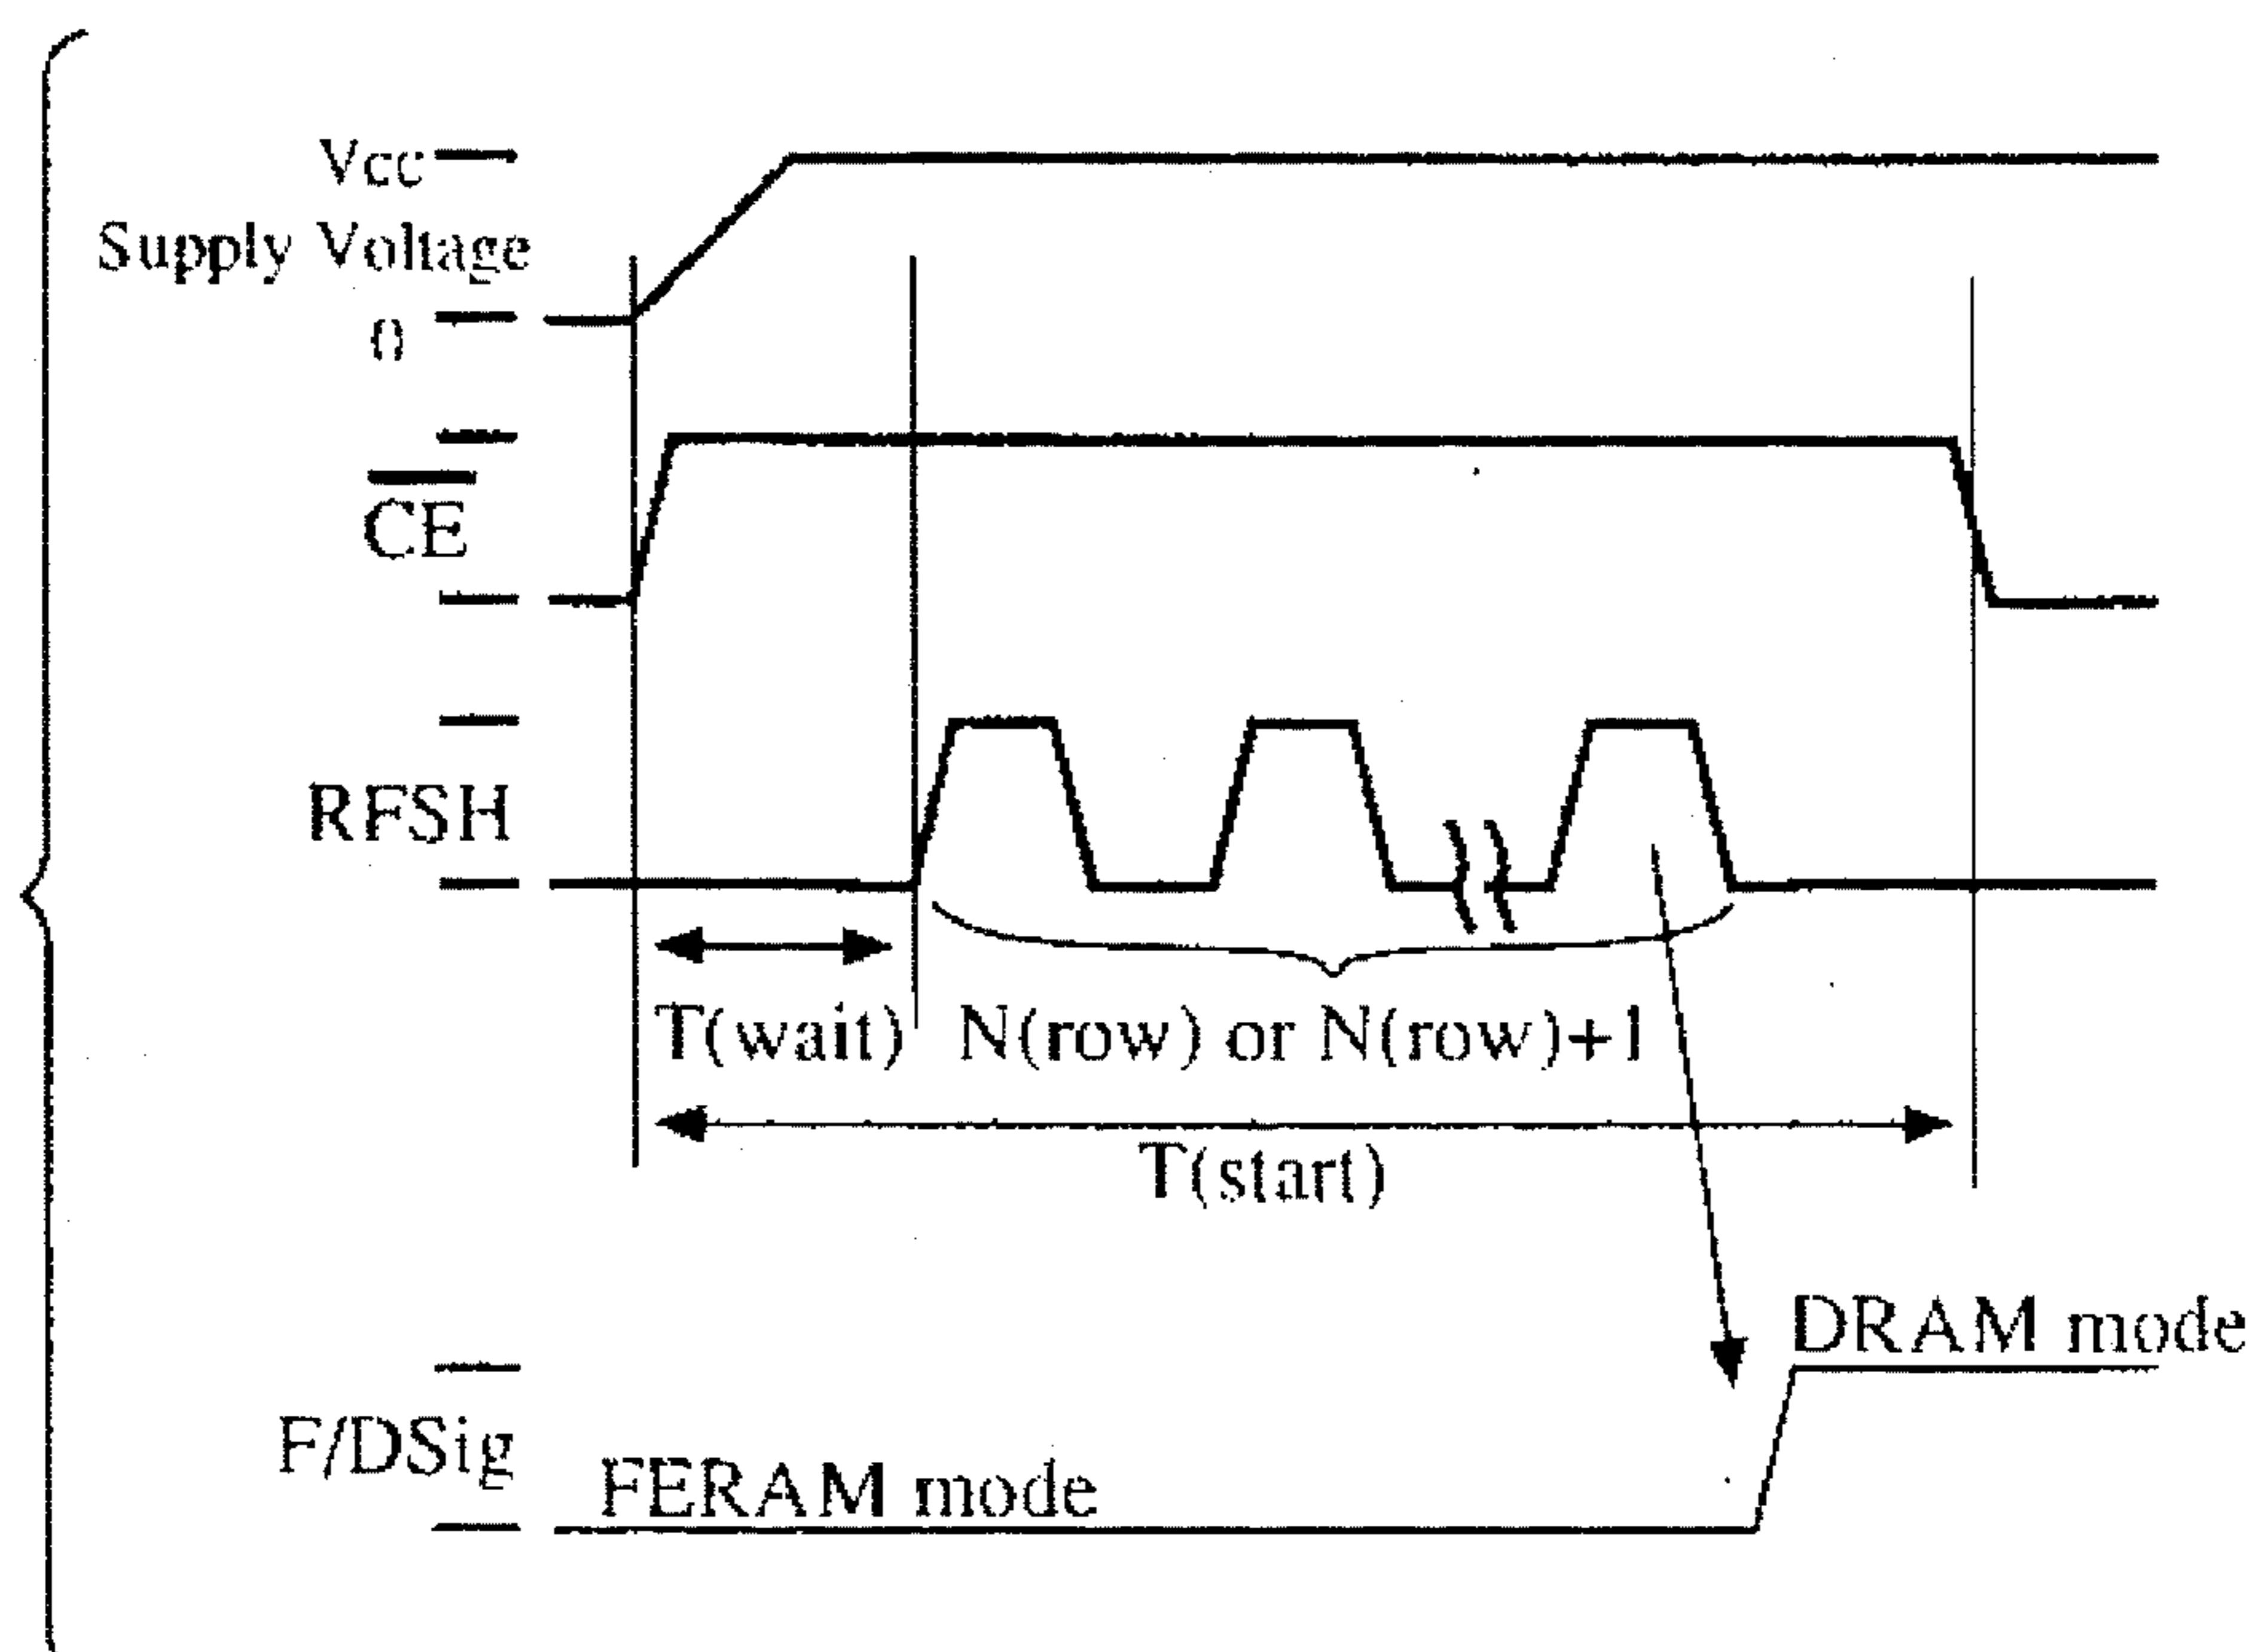 Vcc
Supply Voltage
0
CE
RFSH
T(wait) N(row) or N(row)+1
T(start)
DRAM mode
F/DSig
FERAM mode